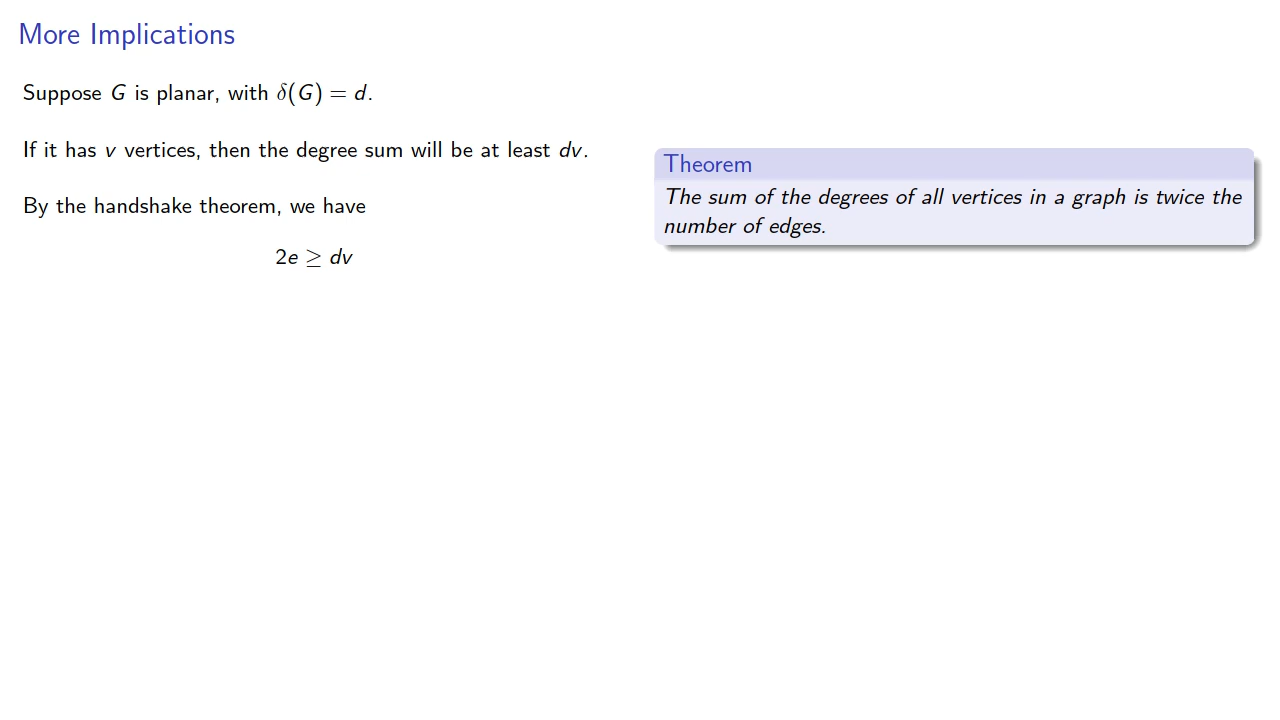 More Implications
Suppose G is planar, with δ(G) = d.
If it has v vertices, then the degree sum will be at least dv.
By the handshake theorem, we have
2e ≥ dv
Theorem
The sum of the degrees of all vertices in a graph is twice the
number of edges.